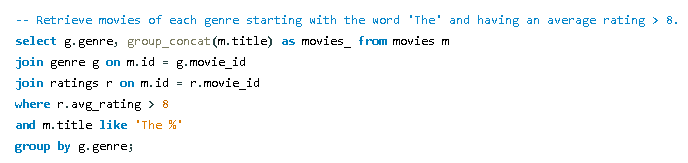 -- Retrieve movies of each genre starting with the word 'The' and having an average rating > 8.
select g.genre, group_concat(m.title) as movies_ from movies m
join genre g on m.id = g.movie_id
join ratings r on m.id = r.movie_id
where r.avg_rating > 8
and m.title like 'The %'
group by g.genre;